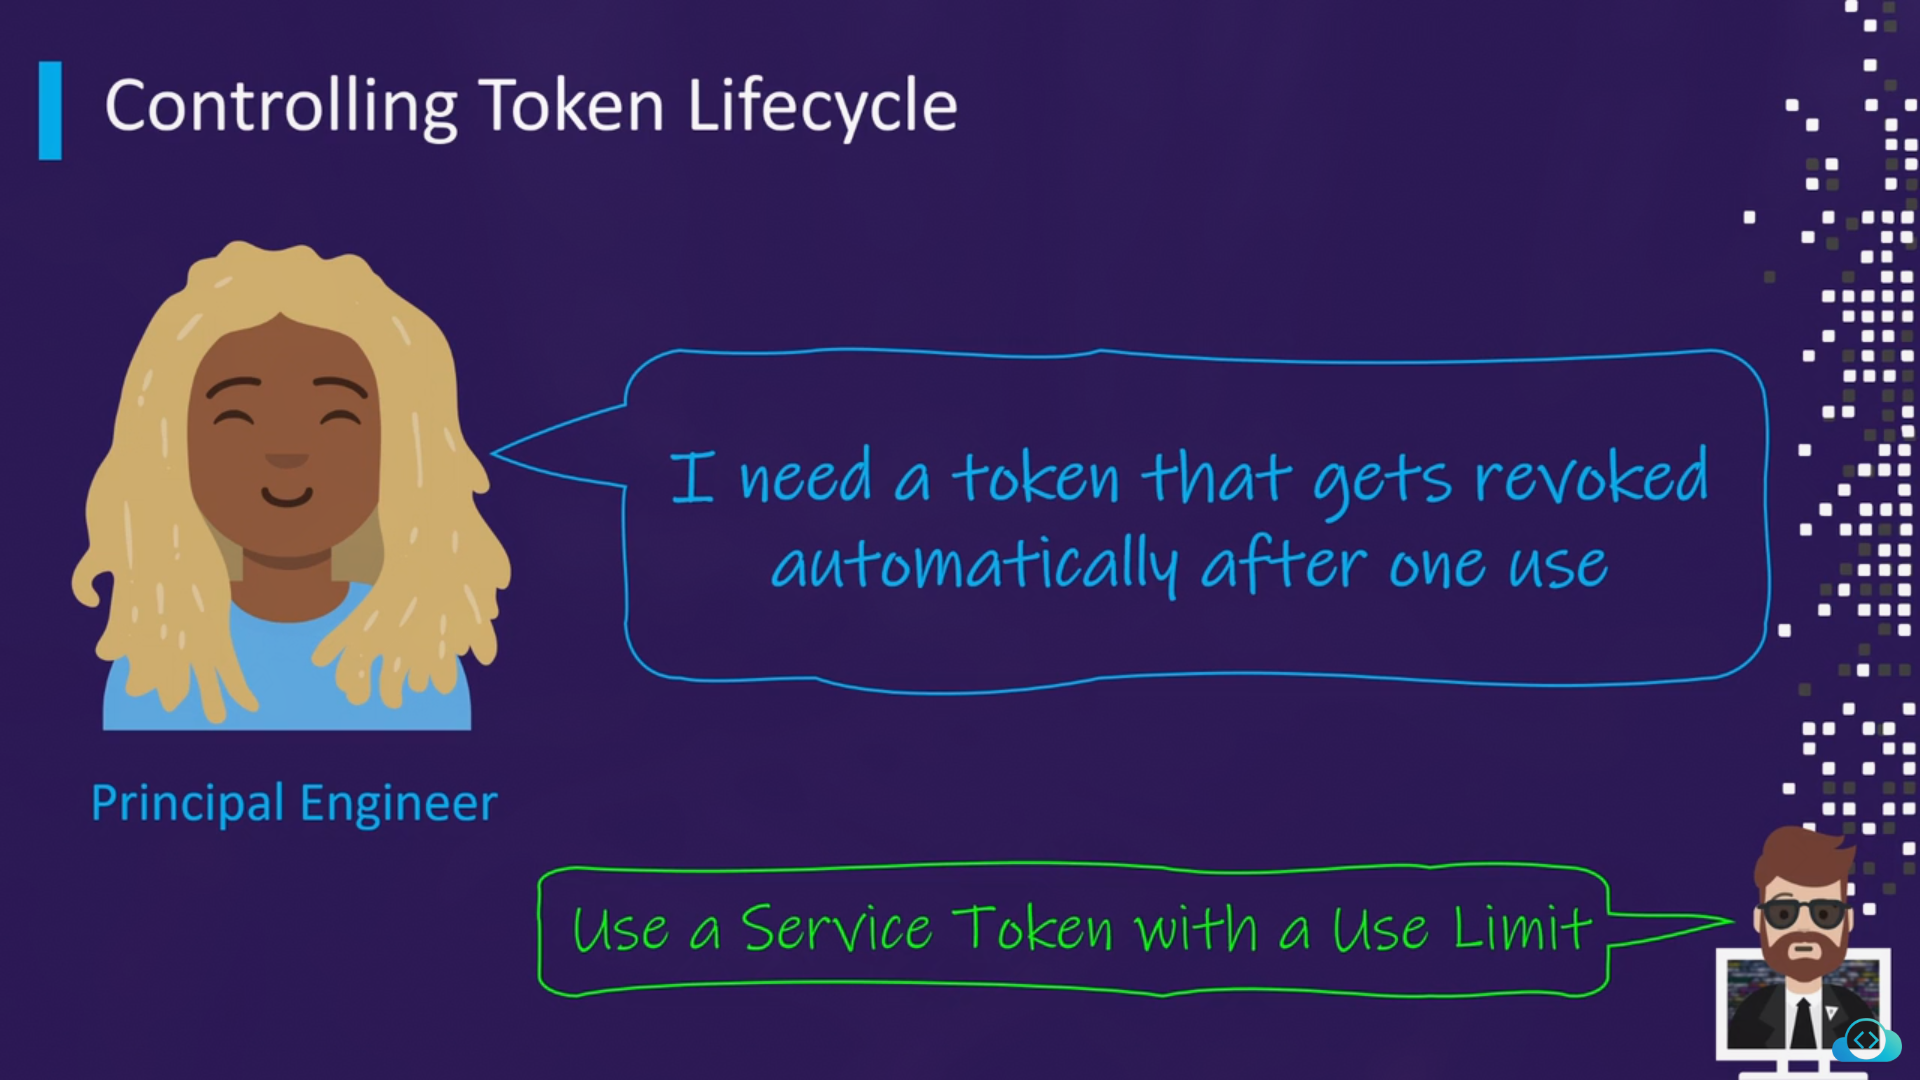 Controlling Token Lifecycle
I need a token that gets revoked
automatically after one use
Principal Engineer
Use a Service Token with a Use Limit